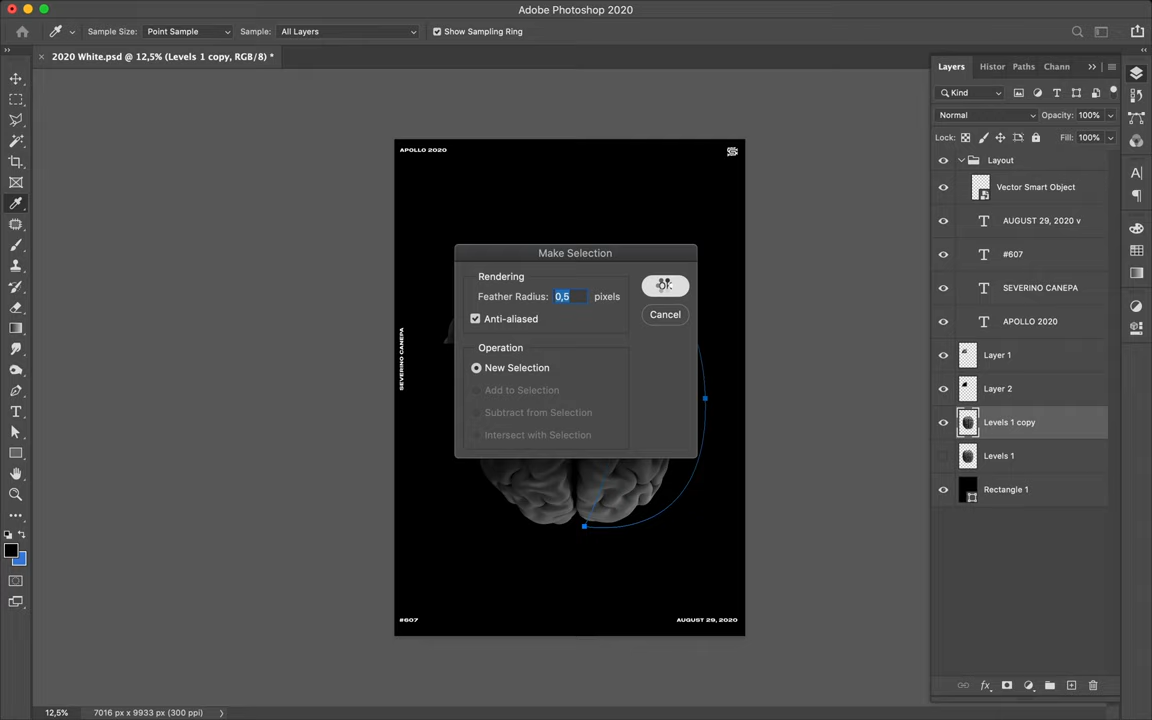 Adobe Photoshop 2020
Sample Size: Point Sample Sample: All Layers Show Sampling Ring
2020 White.psd @ 12,5% (Levels 1 copy, RGB/8) *
Layers Histor Paths Chann
Kind
Normal Opacity: 100%
Lock: Fill: 100%
Layout
Vector Smart Object
AUGUST 29, 2020 v
#607
SEVERINO CANEPA
APOLLO 2020
Layer 1
Layer 2
Levels 1 copy
Levels 1
Rectangle 1
APOLLO 2020
SEVERINO CANEPA
#607
AUGUST 29, 2020
Make Selection
Rendering
Feather Radius: 0,5 pixels
Anti-aliased
OK
Cancel
Operation
New Selection
Add to Selection
Subtract from Selection
Intersect with Selection
12,5% 7016 px x 9933 px (300 ppi)